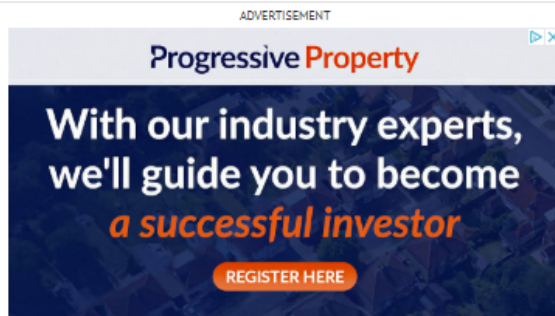 ADVERTISEMENT
Progressive Property
With our industry experts,
we'll guide you to become
a successful investor
REGISTER HERE